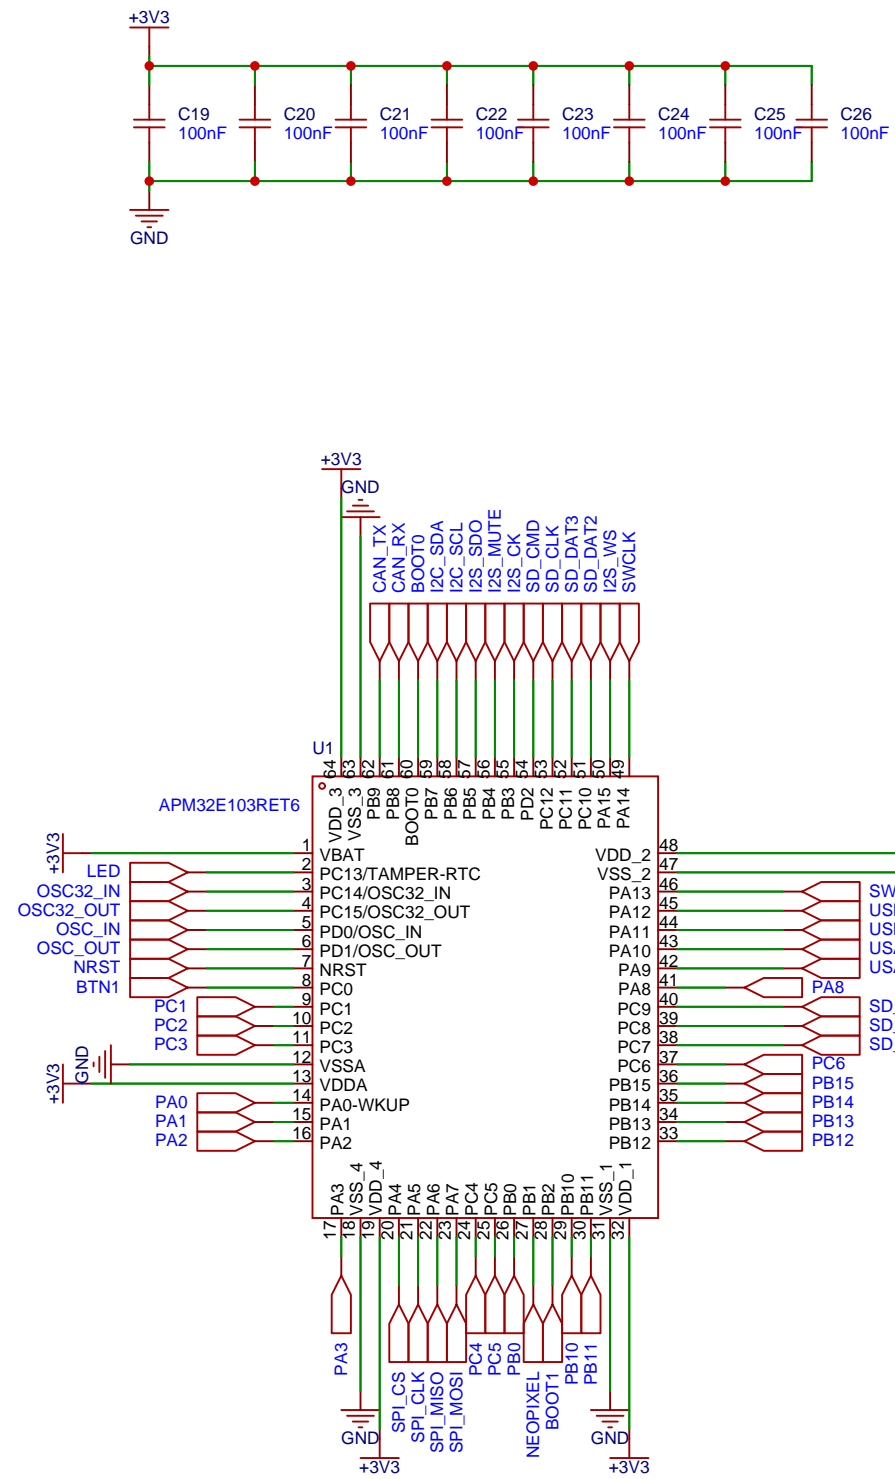 +3V3
C19
100nF
C20
100nF
C21
100nF
C22
100nF
C23
100nF
C24
100nF
C25
100nF
C26
100nF
GND
+3V3
GND
CAN_TX
CAN_RX
BOOT0
I2C_SDA
I2C_SCL
I2S_SDO
I2S_MUTE
I2S_CK
SD_CMD
SD_CLK
SD_DAT3
SD_DAT2
I2S_WS
SWCLK
U1
APM32E103RET6
64 VDD_3
63 VSS_3
62 PB9
61 PB8
60 BOOT0
59 PB7
58 PB6
57 PB5
56 PB4
55 PB3
54 PD2
53 PC12
52 PC11
51 PC10
50 PA15
49 PA14
+3V3 1 VBAT
LED 2 PC13/TAMPER-RTC
OSC32_IN 3 PC14/OSC32_IN
OSC32_OUT 4 PC15/OSC32_OUT
OSC_IN 5 PD0/OSC_IN
OSC_OUT 6 PD1/OSC_OUT
NRST 7 NRST
BTN1 8 PC0
PC1 9 PC1
PC2 10 PC2
PC3 11 PC3
GND 12 VSSA
+3V3 13 VDDA
PA0 14 PA0-WKUP
PA1 15 PA1
PA2 16 PA2
VDD_2 48
VSS_2 47
PA13 46 SW
PA12 45 US
PA11 44 US
PA10 43 US
PA9 42 US
PA8 41 PA8
PC9 40 SD_
PC8 39 SD_
PC7 38 SD_
PC6 37 PC6
PB15 36 PB15
PB14 35 PB14
PB13 34 PB13
PB12 33 PB12
PA3 17 PA3
VSS_4 18 GND
VDD_4 19 +3V3
PA4 20 SPI_CS
PA5 21 SPI_CLK
PA6 22 SPI_MISO
PA7 23 SPI_MOSI
PC4 24 PC4
PC5 25 PC5
PB0 26 PB0
PB1 27 NEOPIXEL
PB2 28 BOOT1
PB10 29 PB10
PB11 30 PB11
VSS_1 31 GND
VDD_1 32 +3V3